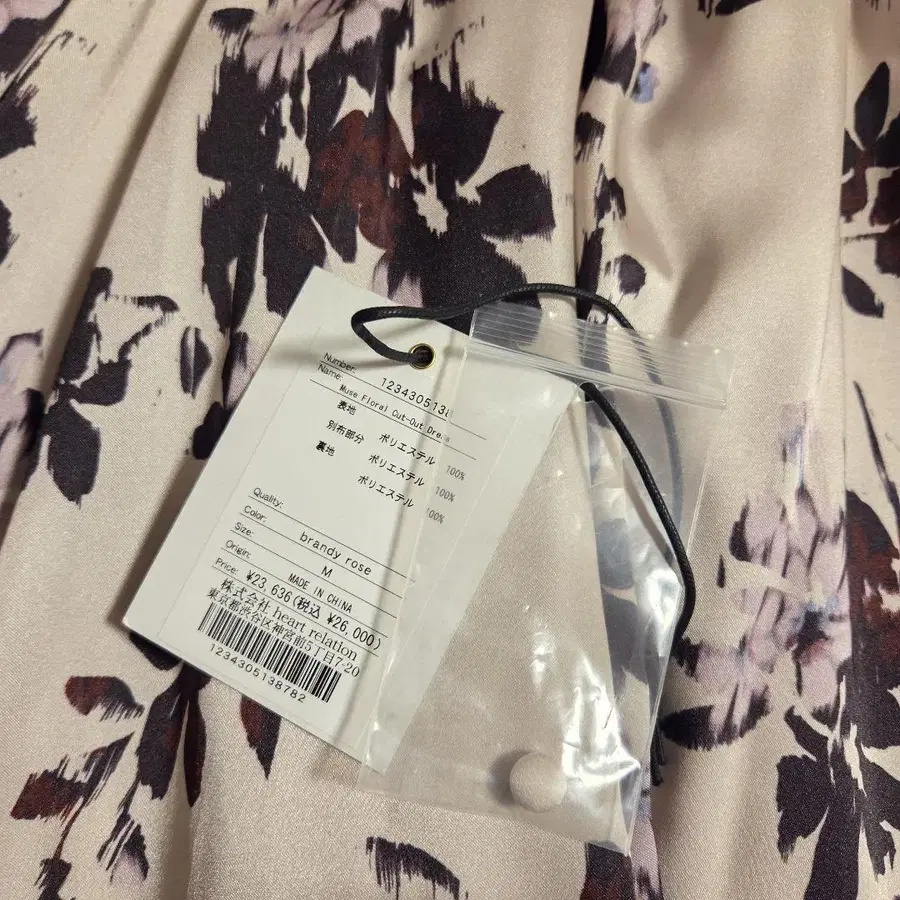 Number: 123430513
Name: Muse Floral Cut-Out Dress
表地 ポリエステル 100%
別布部分 ポリエステル 100%
裏地 ポリエステル 100%
Quality:
Color: brandy rose
Size: M
Origin: MADE IN CHINA
Price: ¥23,636(税込 ¥26,000)
株式会社 heart relation
東京都渋谷区神宮前5丁目7-20
1234305138782